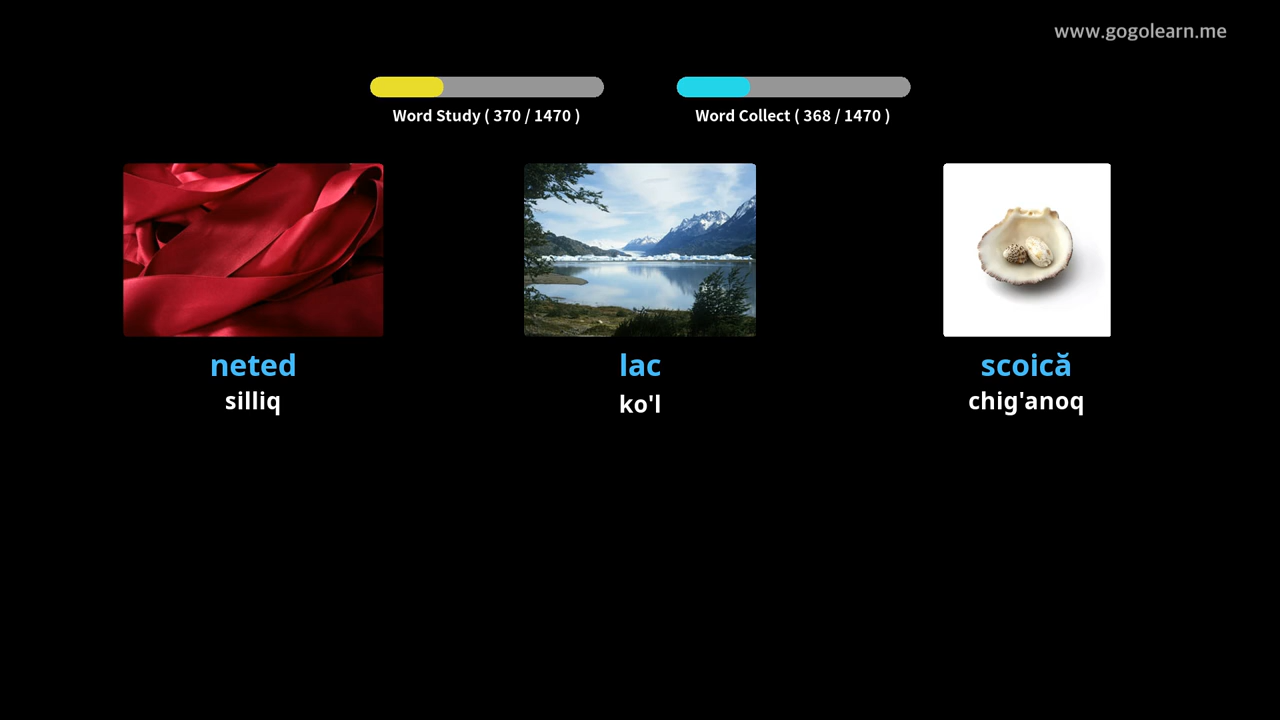 www.gogolearn.me
Word Study ( 370 / 1470 )
Word Collect ( 368 / 1470 )
neted
silliq
lac
ko'l
scoică
chig'anoq